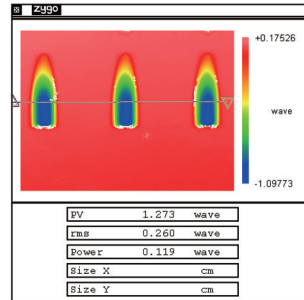 zygo
+0.17526
wave
-1.09773
PV 1.273 wave
rms 0.260 wave
Power 0.119 wave
Size X cm
Size Y cm